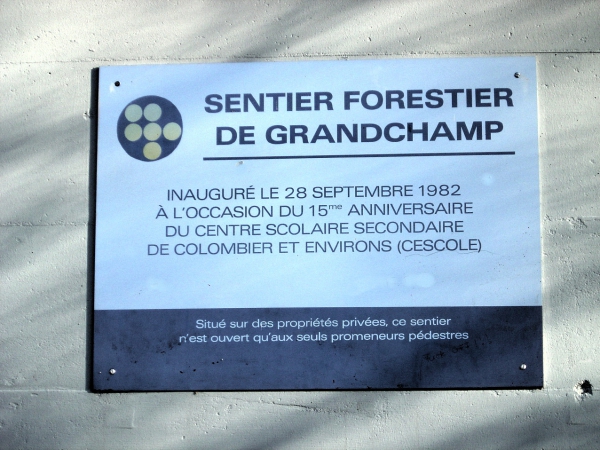 SENTIER FORESTIER
DE GRANDCHAMP
INAUGURÉ LE 28 SEPTEMBRE 1982
À L'OCCASION DU 15me ANNIVERSAIRE
DU CENTRE SCOLAIRE SECONDAIRE
DE COLOMBIER ET ENVIRONS (CESCOLE)
Situé sur des propriétés privées, ce sentier
n'est ouvert qu'aux seuls promeneurs pédestres